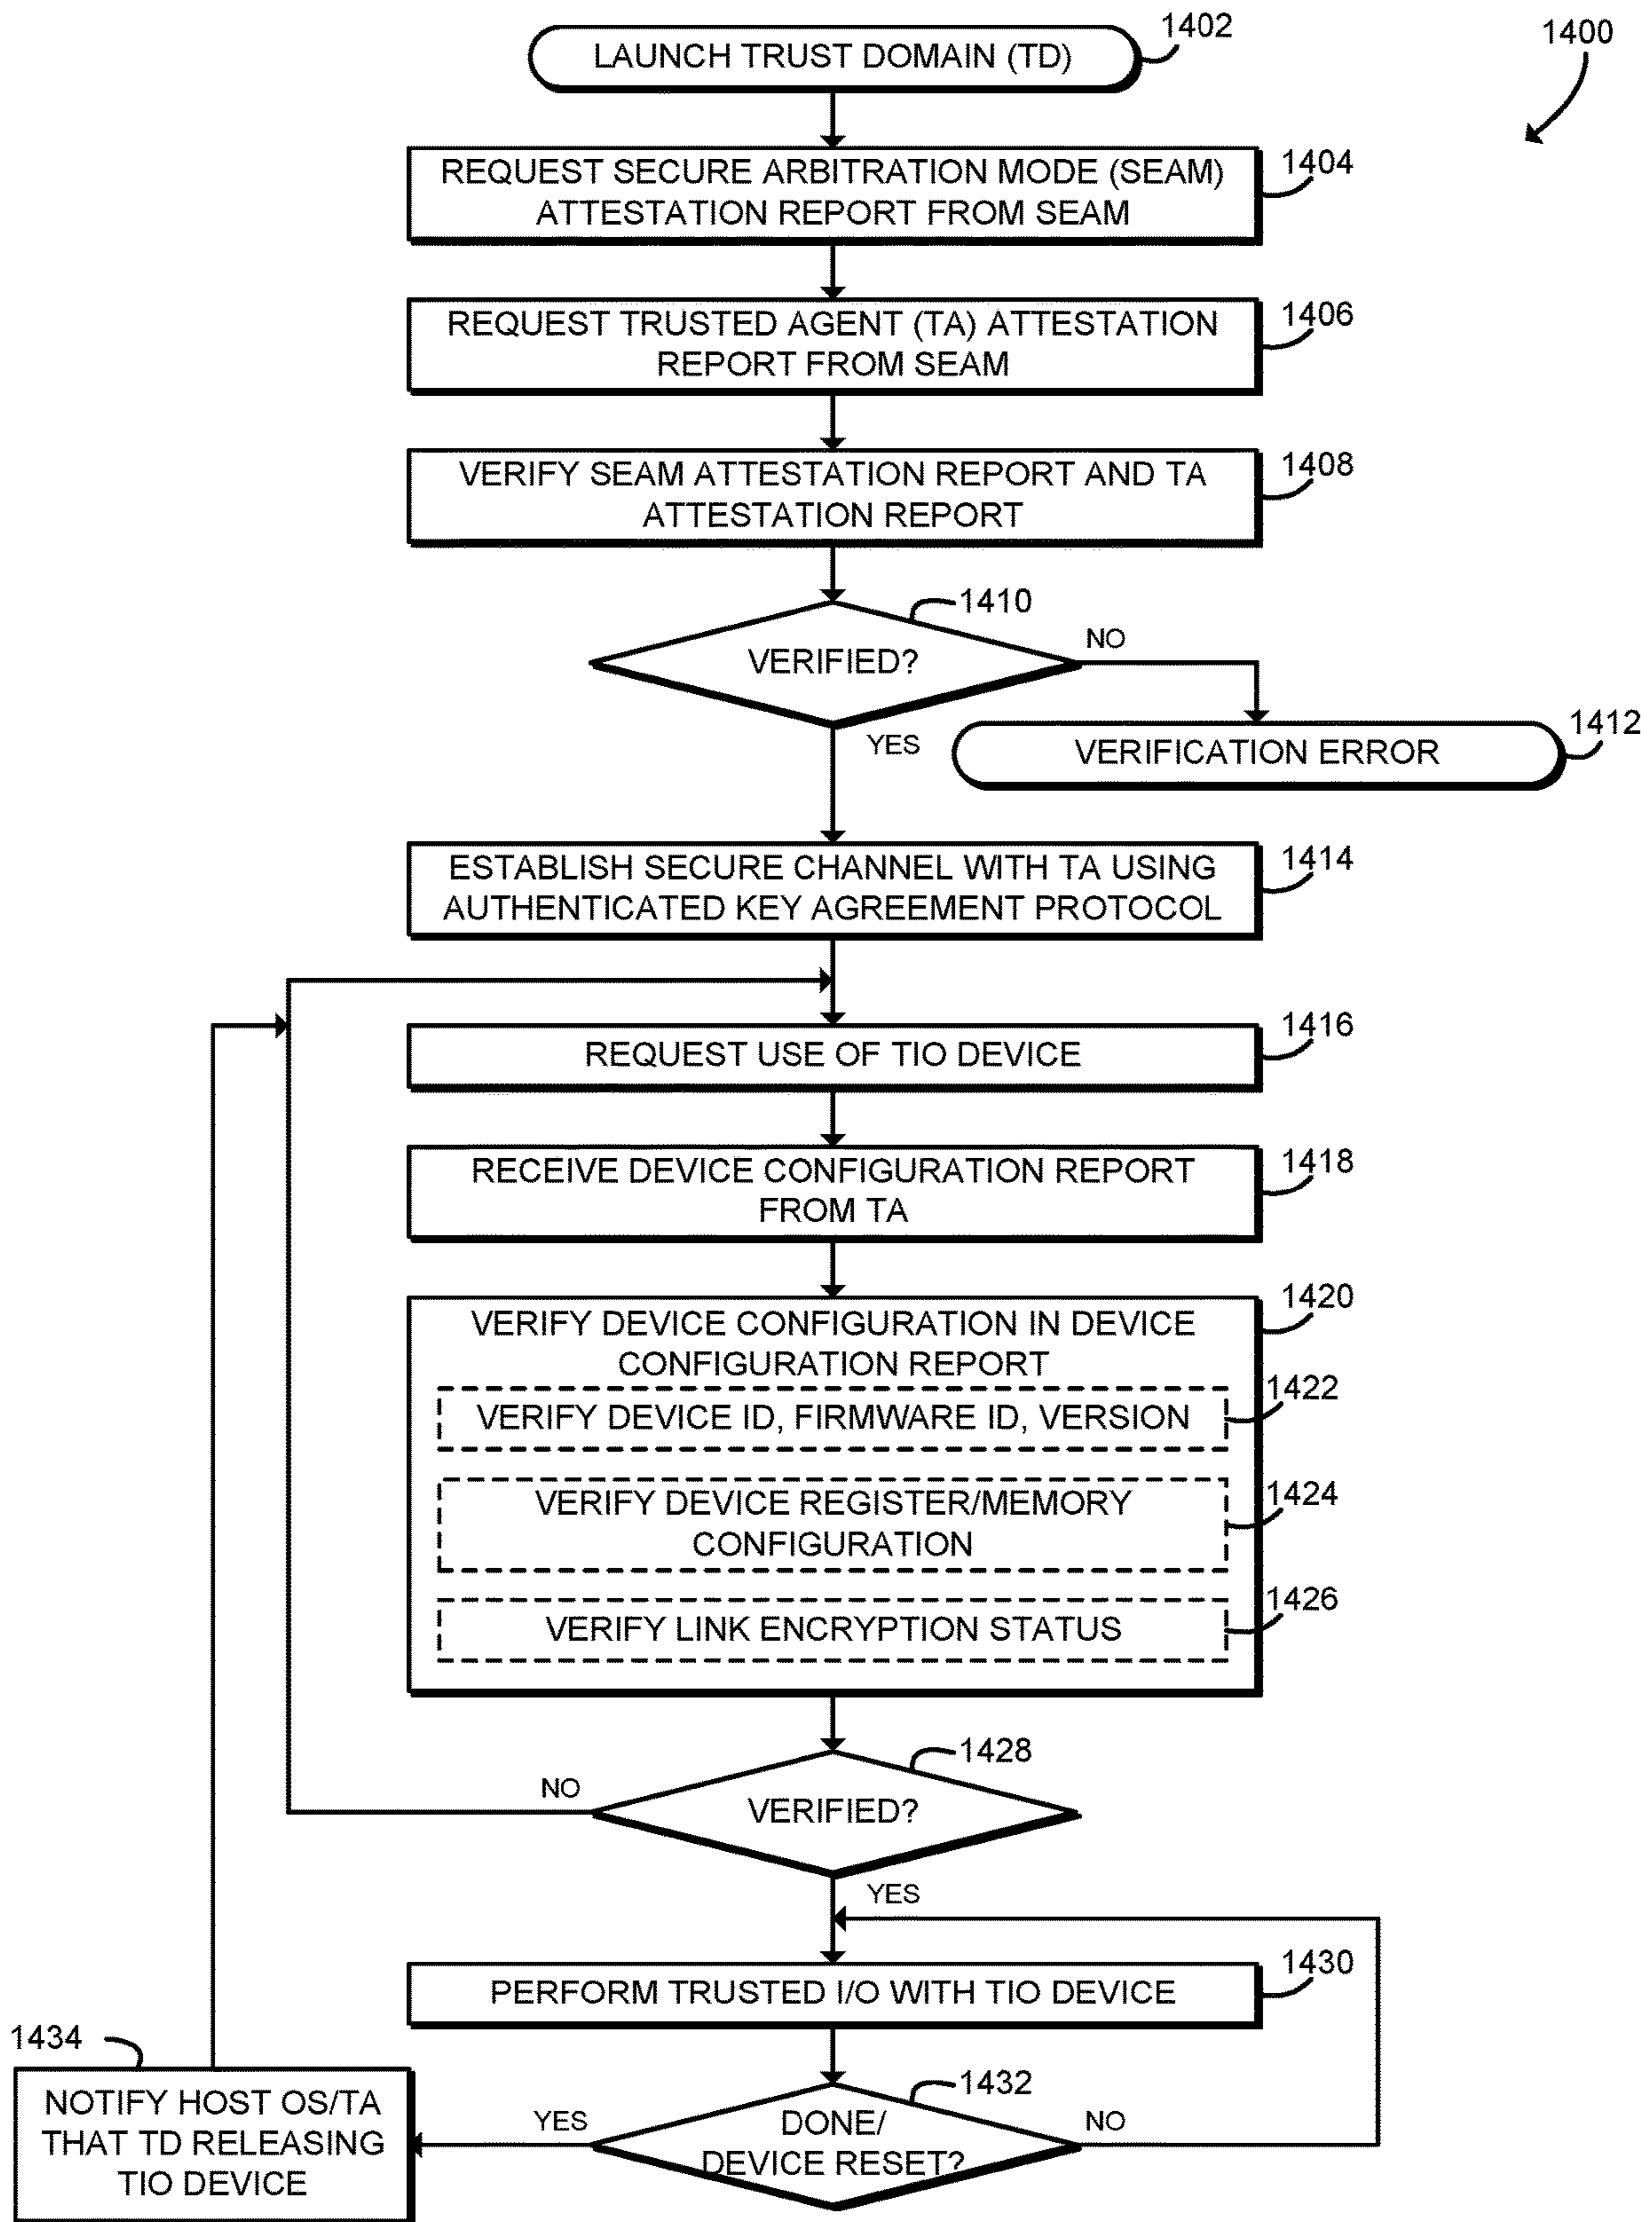 1402
1400
LAUNCH TRUST DOMAIN (TD)
1404
REQUEST SECURE ARBITRATION MODE (SEAM)
ATTESTATION REPORT FROM SEAM
1406
REQUEST TRUSTED AGENT (TA) ATTESTATION
REPORT FROM SEAM
1408
VERIFY SEAM ATTESTATION REPORT AND TA
ATTESTATION REPORT
1410
NO
VERIFIED?
YES
1412
VERIFICATION ERROR
1414
ESTABLISH SECURE CHANNEL WITH TA USING
AUTHENTICATED KEY AGREEMENT PROTOCOL
1416
REQUEST USE OF TIO DEVICE
1418
RECEIVE DEVICE CONFIGURATION REPORT
FROM TA
1420
VERIFY DEVICE CONFIGURATION IN DEVICE
CONFIGURATION REPORT
1422
VERIFY DEVICE ID, FIRMWARE ID, VERSION
1424
VERIFY DEVICE REGISTER/MEMORY
CONFIGURATION
1426
VERIFY LINK ENCRYPTION STATUS
1428
NO
VERIFIED?
YES
1430
PERFORM TRUSTED I/O WITH TIO DEVICE
1434
1432
NOTIFY HOST OS/TA
THAT TD RELEASING
TIO DEVICE
YES
DONE/
DEVICE RESET?
NO